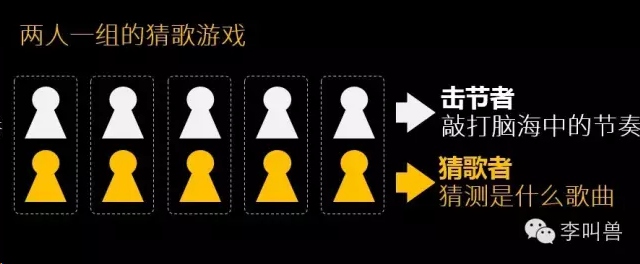 两人一组的猜歌游戏
击节者
敲打脑海中的节奏
猜歌者
猜测是什么歌曲
李叫兽